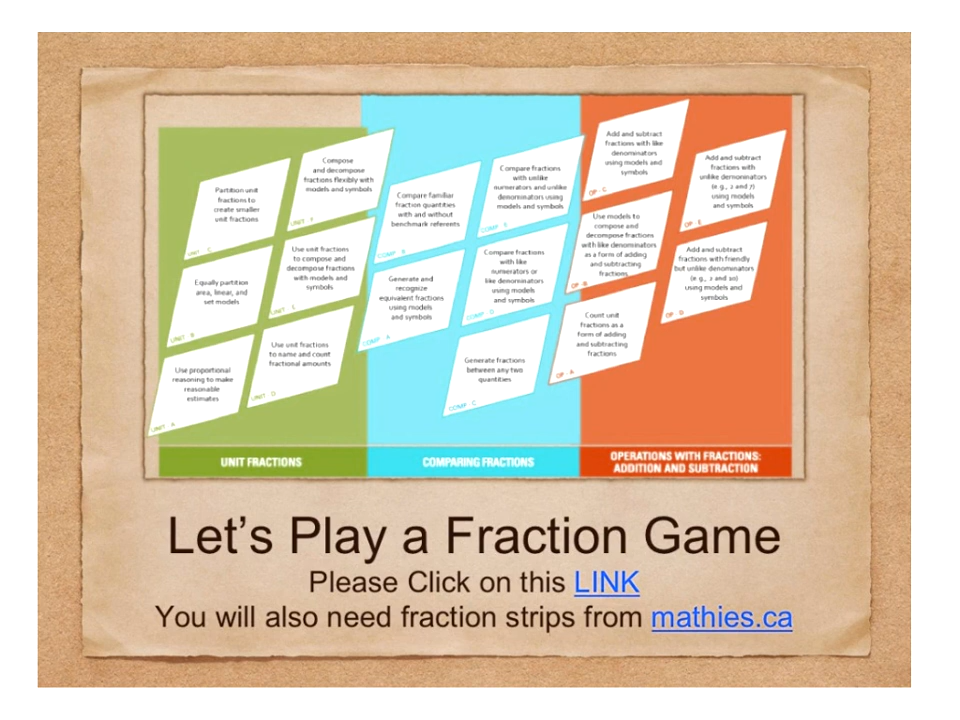 Partition unit
fractions to
create smaller
unit fractions
UNIT C
Compose
and decompose
fractions flexibly with
models and symbols
UNIT F
Equally partition
area, linear, and
set models
UNIT B
Use unit fractions
to compose and
decompose fractions
with models and
symbols
UNIT E
Use proportional
reasoning to make
reasonable
estimates
UNIT A
Use unit fractions
to name and count
fractional amounts
UNIT D
UNIT FRACTIONS
Compare familiar
fraction quantities
with and without
benchmark referents
COMP B
Compare fractions
with unlike
numerators and unlike
denominators using
models and symbols
COMP E
Generate and
recognize
equivalent fractions
using models
and symbols
COMP A
Compare fractions
with like
numerators or
like denominators
using models
and symbols
COMP D
Generate fractions
between any two
quantities
COMP C
COMPARING FRACTIONS
Add and subtract
fractions with like
denominators
using models and
symbols
OP C
Add and subtract
fractions with
unlike denominators
(e.g., 2 and 7)
using models
and symbols
OP E
Use models to
compose and
decompose fractions
with like denominators
as a form of adding
and subtracting
fractions
OP B
Add and subtract
fractions with friendly
but unlike denominators
(e.g., 2 and 10)
using models and
symbols
OP D
Count unit
fractions as a
form of adding
and subtracting
fractions
OP A
OPERATIONS WITH FRACTIONS:
ADDITION AND SUBTRACTION
Let’s Play a Fraction Game
Please Click on this LINK
You will also need fraction strips from mathies.ca